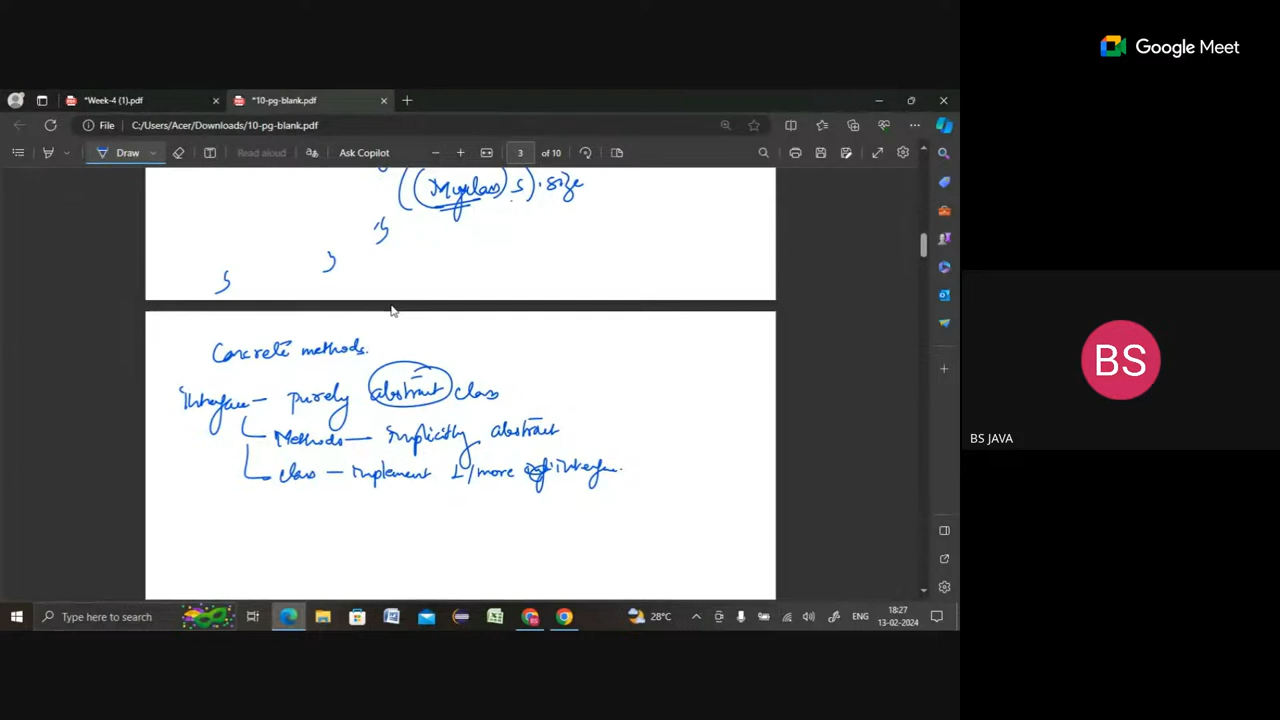 Google Meet
*Week-4 (1).pdf
*10-pg-blank.pdf
File C:/Users/Acer/Downloads/10-pg-blank.pdf
Draw Read aloud Ask Copilot 3 of 10
((Myclass) s).size
}
}
}
Concrete methods.
Interface - purely abstract class
Methods - implicitly abstract
class - implement 1/more interface.
BS
BS JAVA
Type here to search
28°C
ENG
18:27
13-02-2024